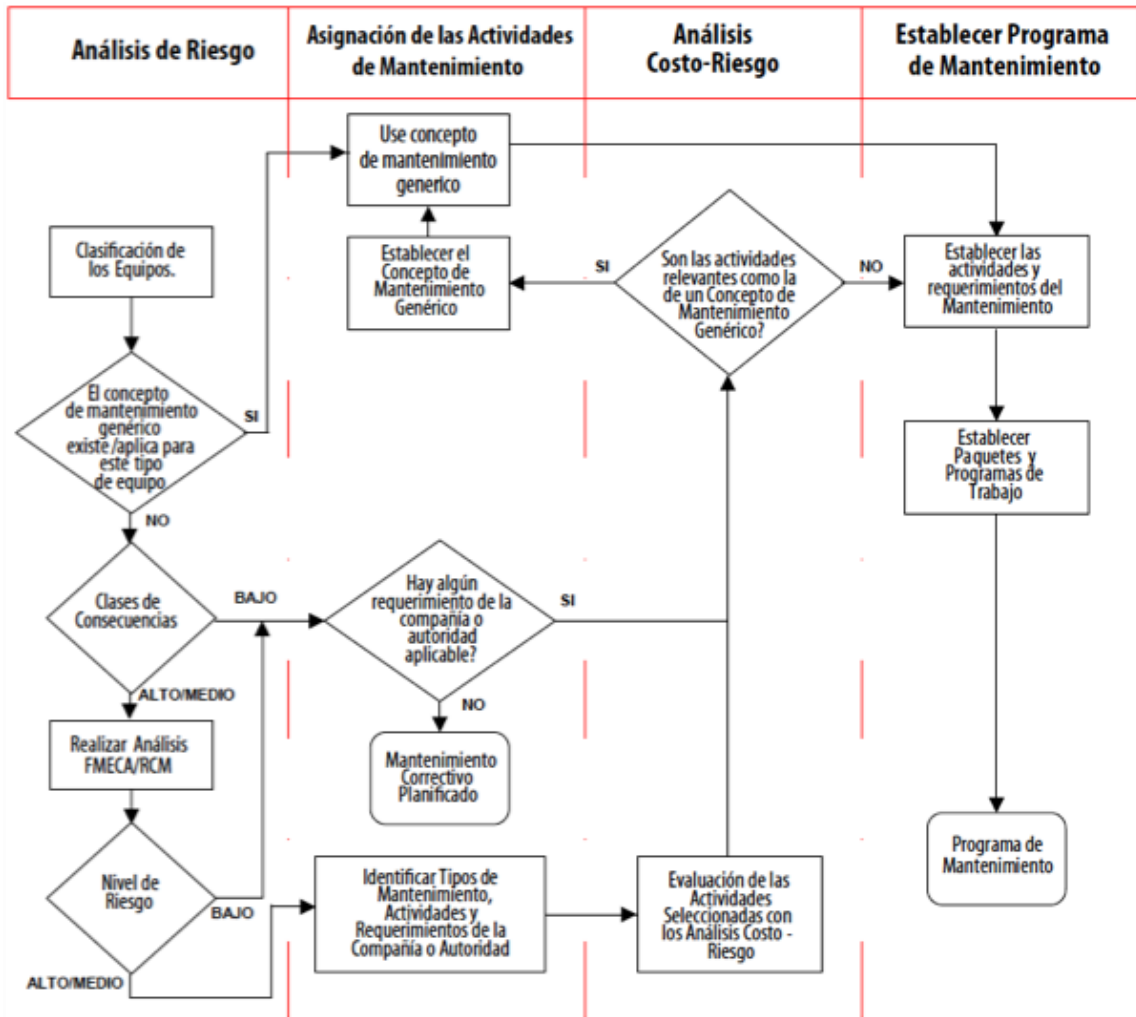 Análisis de Riesgo
Asignación de las Actividades
de Mantenimiento
Análisis
Costo-Riesgo
Establecer Programa
de Mantenimiento
Use concepto
de mantenimiento
generico
Clasificación de
los Equipos.
Establecer el
Concepto de
Mantenimiento
Genérico
SI
Son las actividades
relevantes como la
de un Concepto de
Mantenimiento
Genérico?
NO
Establecer las
actividades y
requerimientos del
Mantenimiento
El concepto
de mantenimiento
genérico
existe/aplica para
esté tipo
de equipo
SI
NO
Establecer
Paquetes y
Programas de
Trabajo
Clases de
Consecuencias
BAJO
Hay algún
requerimiento de la
compañía o
autoridad
aplicable?
SI
NO
ALTO/MEDIO
Realizar Análisis
FMECA/RCM
Mantenimiento
Correctivo
Planificado
Programa de
Mantenimiento
Nivel de
Riesgo
BAJO
ALTO/MEDIO
Identificar Tipos de
Mantenimiento,
Actividades y
Requerimientos de la
Compañía o Autoridad
Evaluación de las
Actividades
Seleccionadas con
los Análisis Costo -
Riesgo